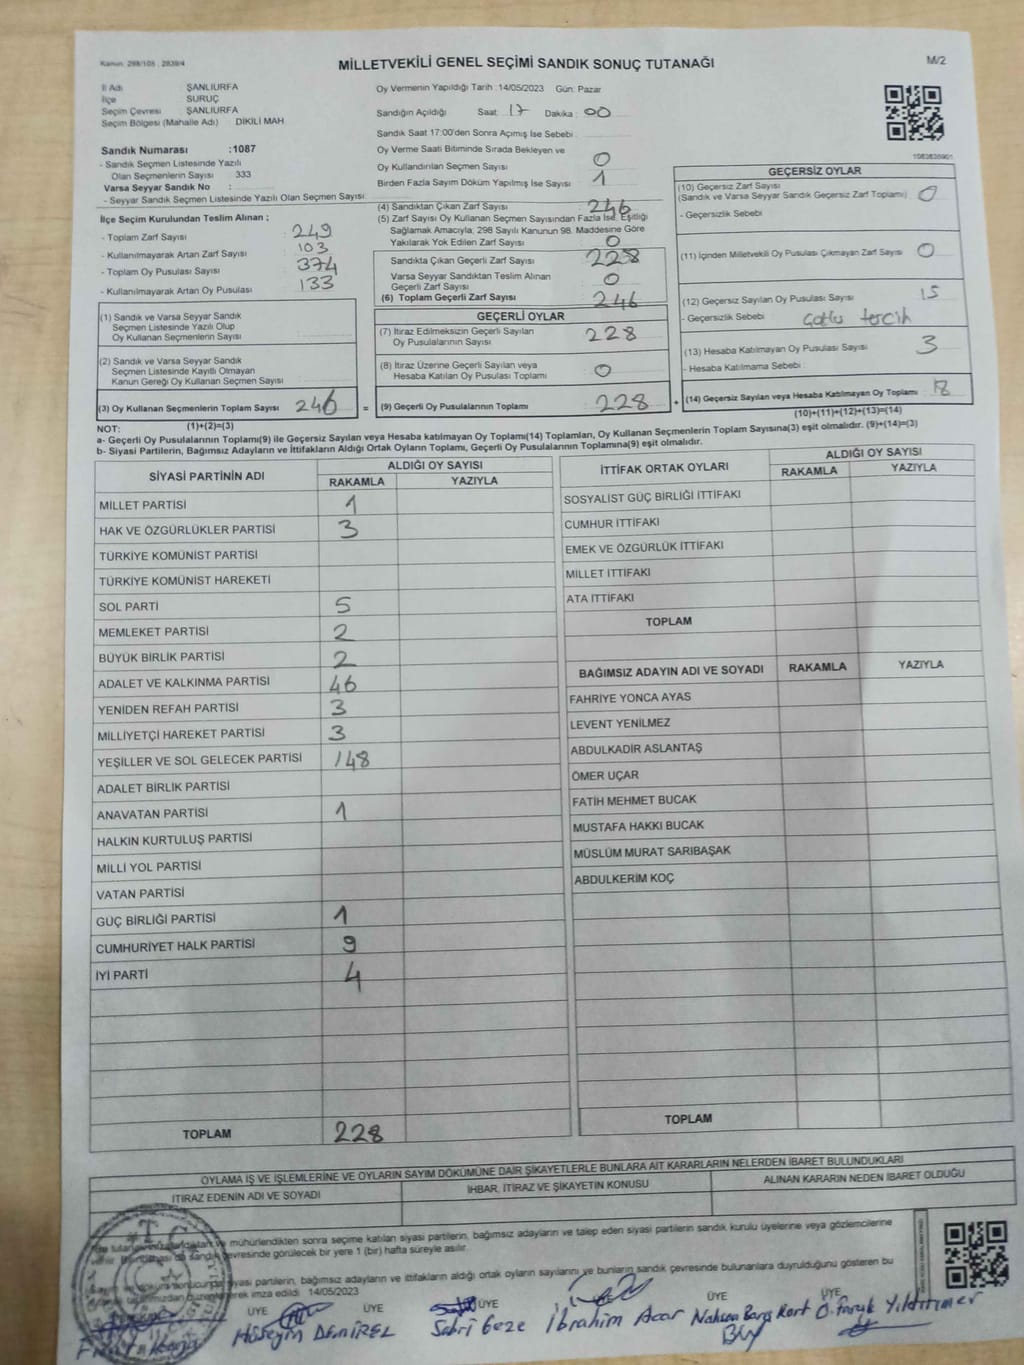 Kanun: 298/105 , 2839/4
MİLLETVEKİLİ GENEL SEÇİMİ SANDIK SONUÇ TUTANAĞI
M/2
İl Adı ŞANLIURFA
İlçe SURUÇ
Seçim Çevresi ŞANLIURFA
Seçim Bölgesi (Mahalle Adı) : DİKİLİ MAH
Sandık Numarası :1087
- Sandık Seçmen Listesinde Yazılı
Olan Seçmenlerin Sayısı 333
Varsa Seyyar Sandık No :
- Seyyar Sandık Seçmen Listesinde Yazılı Olan Seçmen Sayısı
Oy Vermenin Yapıldığı Tarih :14/05/2023 Gün: Pazar
Sandığın Açıldığı Saat: 17 Dakika: 00
Sandık Saat 17:00'den Sonra Açımış İse Sebebi
Oy Verme Saati Bitiminde Sırada Bekleyen ve
Oy Kullandırılan Seçmen Sayısı 0
Birden Fazla Sayım Döküm Yapılmış İse Sayısı 1
1083835901
İlçe Seçim Kurulundan Teslim Alınan ;
- Toplam Zarf Sayısı : 249
- Kullanılmayarak Artan Zarf Sayısı : 103
- Toplam Oy Pusulası Sayısı : 374
- Kullanılmayarak Artan Oy Pusulası : 133
(4) Sandıktan Çıkan Zarf Sayısı : 246
(5) Zarf Sayısı Oy Kullanan Seçmen Sayısından Fazla İse, Eşitliği
Sağlamak Amacıyla, 298 Sayılı Kanunun 98. Maddesine Göre
Yakılarak Yok Edilen Zarf Sayısı : 0
Sandıkta Çıkan Geçerli Zarf Sayısı : 228
Varsa Seyyar Sandıktan Teslim Alınan
Geçerli Zarf Sayısı : 0
(6) Toplam Geçerli Zarf Sayısı : 246
GEÇERSİZ OYLAR
(10) Geçersiz Zarf Sayısı
(Sandık ve Varsa Seyyar Sandık Geçersiz Zarf Toplamı) : 0
- Geçersizlik Sebebi
(11) İçinden Milletvekili Oy Pusulası Çıkmayan Zarf Sayısı : 0
(12) Geçersiz Sayılan Oy Pusulası Sayısı : 15
- Geçersizlik Sebebi : çoklu tercih
(13) Hesaba Katılmayan Oy Pusulası Sayısı : 3
- Hesaba Katılmama Sebebi :
(1) Sandık ve Varsa Seyyar Sandık
Seçmen Listesinde Yazılı Olup
Oy Kullanan Seçmenlerin Sayısı
(2) Sandık ve Varsa Seyyar Sandık
Seçmen Listesinde Kayıtlı Olmayan
Kanun Gereği Oy Kullanan Seçmen Sayısı :
GEÇERLİ OYLAR
(7) İtiraz Edilmeksizin Geçerli Sayılan
Oy Pusulalarının Sayısı : 228
(8) İtiraz Üzerine Geçerli Sayılan veya
Hesaba Katılan Oy Pusulası Toplamı : 0
(3) Oy Kullanan Seçmenlerin Toplam Sayısı 246 = (9) Geçerli Oy Pusulalarının Toplamı : 228 + (14) Geçersiz Sayılan veya Hesaba Katılmayan Oy Toplamı : 18
(1)+(2)=(3)
(10)+(11)+(12)+(13)=(14)
NOT:
a- Geçerli Oy Pusulalarının Toplamı(9) ile Geçersiz Sayılan veya Hesaba katılmayan Oy Toplamı(14) Toplamları, Oy Kullanan Seçmenlerin Toplam Sayısına(3) eşit olmalıdır. (9)+(14)=(3)
b- Siyasi Partilerin, Bağımsız Adayların ve İttifakların Aldığı Ortak Oyların Toplamı, Geçerli Oy Pusulalarının Toplamına(9) eşit olmalıdır.
SİYASİ PARTİNİN ADI ALDIĞI OY SAYISI
RAKAMLA YAZIYLA
MİLLET PARTİSİ 1
HAK VE ÖZGÜRLÜKLER PARTİSİ 3
TÜRKİYE KOMÜNİST PARTİSİ
TÜRKİYE KOMÜNİST HAREKETİ
SOL PARTİ 5
MEMLEKET PARTİSİ 2
BÜYÜK BİRLİK PARTİSİ 2
ADALET VE KALKINMA PARTİSİ 46
YENİDEN REFAH PARTİSİ 3
MİLLİYETÇİ HAREKET PARTİSİ 3
YEŞİLLER VE SOL GELECEK PARTİSİ 148
ADALET BİRLİK PARTİSİ
ANAVATAN PARTİSİ 1
HALKIN KURTULUŞ PARTİSİ
MİLLİ YOL PARTİSİ
VATAN PARTİSİ
GÜÇ BİRLİĞİ PARTİSİ 1
CUMHURİYET HALK PARTİSİ 9
İYİ PARTİ 4
TOPLAM 228
İTTİFAK ORTAK OYLARI ALDIĞI OY SAYISI
RAKAMLA YAZIYLA
SOSYALİST GÜÇ BİRLİĞİ İTTİFAKI
CUMHUR İTTİFAKI
EMEK VE ÖZGÜRLÜK İTTİFAKI
MİLLET İTTİFAKI
ATA İTTİFAKI
TOPLAM
BAĞIMSIZ ADAYIN ADI VE SOYADI RAKAMLA YAZIYLA
FAHRİYE YONCA AYAS
LEVENT YENİLMEZ
ABDULKADİR ASLANTAŞ
ÖMER UÇAR
FATİH MEHMET BUCAK
MUSTAFA HAKKI BUCAK
MÜSLÜM MURAT SARIBAŞAK
ABDULKERİM KOÇ
TOPLAM
OYLAMA İŞ VE İŞLEMLERİNE VE OYLARIN SAYIM DÖKÜMÜNE DAİR ŞİKAYETLERLE BUNLARA AİT KARARLARIN NELERDEN İBARET BULUNDUKLARI
İTİRAZ EDENİN ADI VE SOYADI
İHBAR, İTİRAZ VE ŞİKAYETİN KONUSU
ALINAN KARARIN NEDEN İBARET OLDUĞU
mühürlendikten sonra seçime katılan siyasi partilerin, bağımsız adayların ve talep eden siyasi partilerin sandık kurulu üyelerine veya gözlemcilerine
çevresinde görülecek bir yere 1 (bir) hafta süreyle asılır.
siyasi partilerin, bağımsız adayların ve ittifakların aldığı ortak oyların sayılarını ve bunların sandık çevresinde bulunanlara duyrulduğunu gösteren bu
imza edildi. 14/05/2023
ÜYE ÜYE ÜYE ÜYE ÜYE
Hüseyin DEMİREL Sabri Geze İbrahim Acar